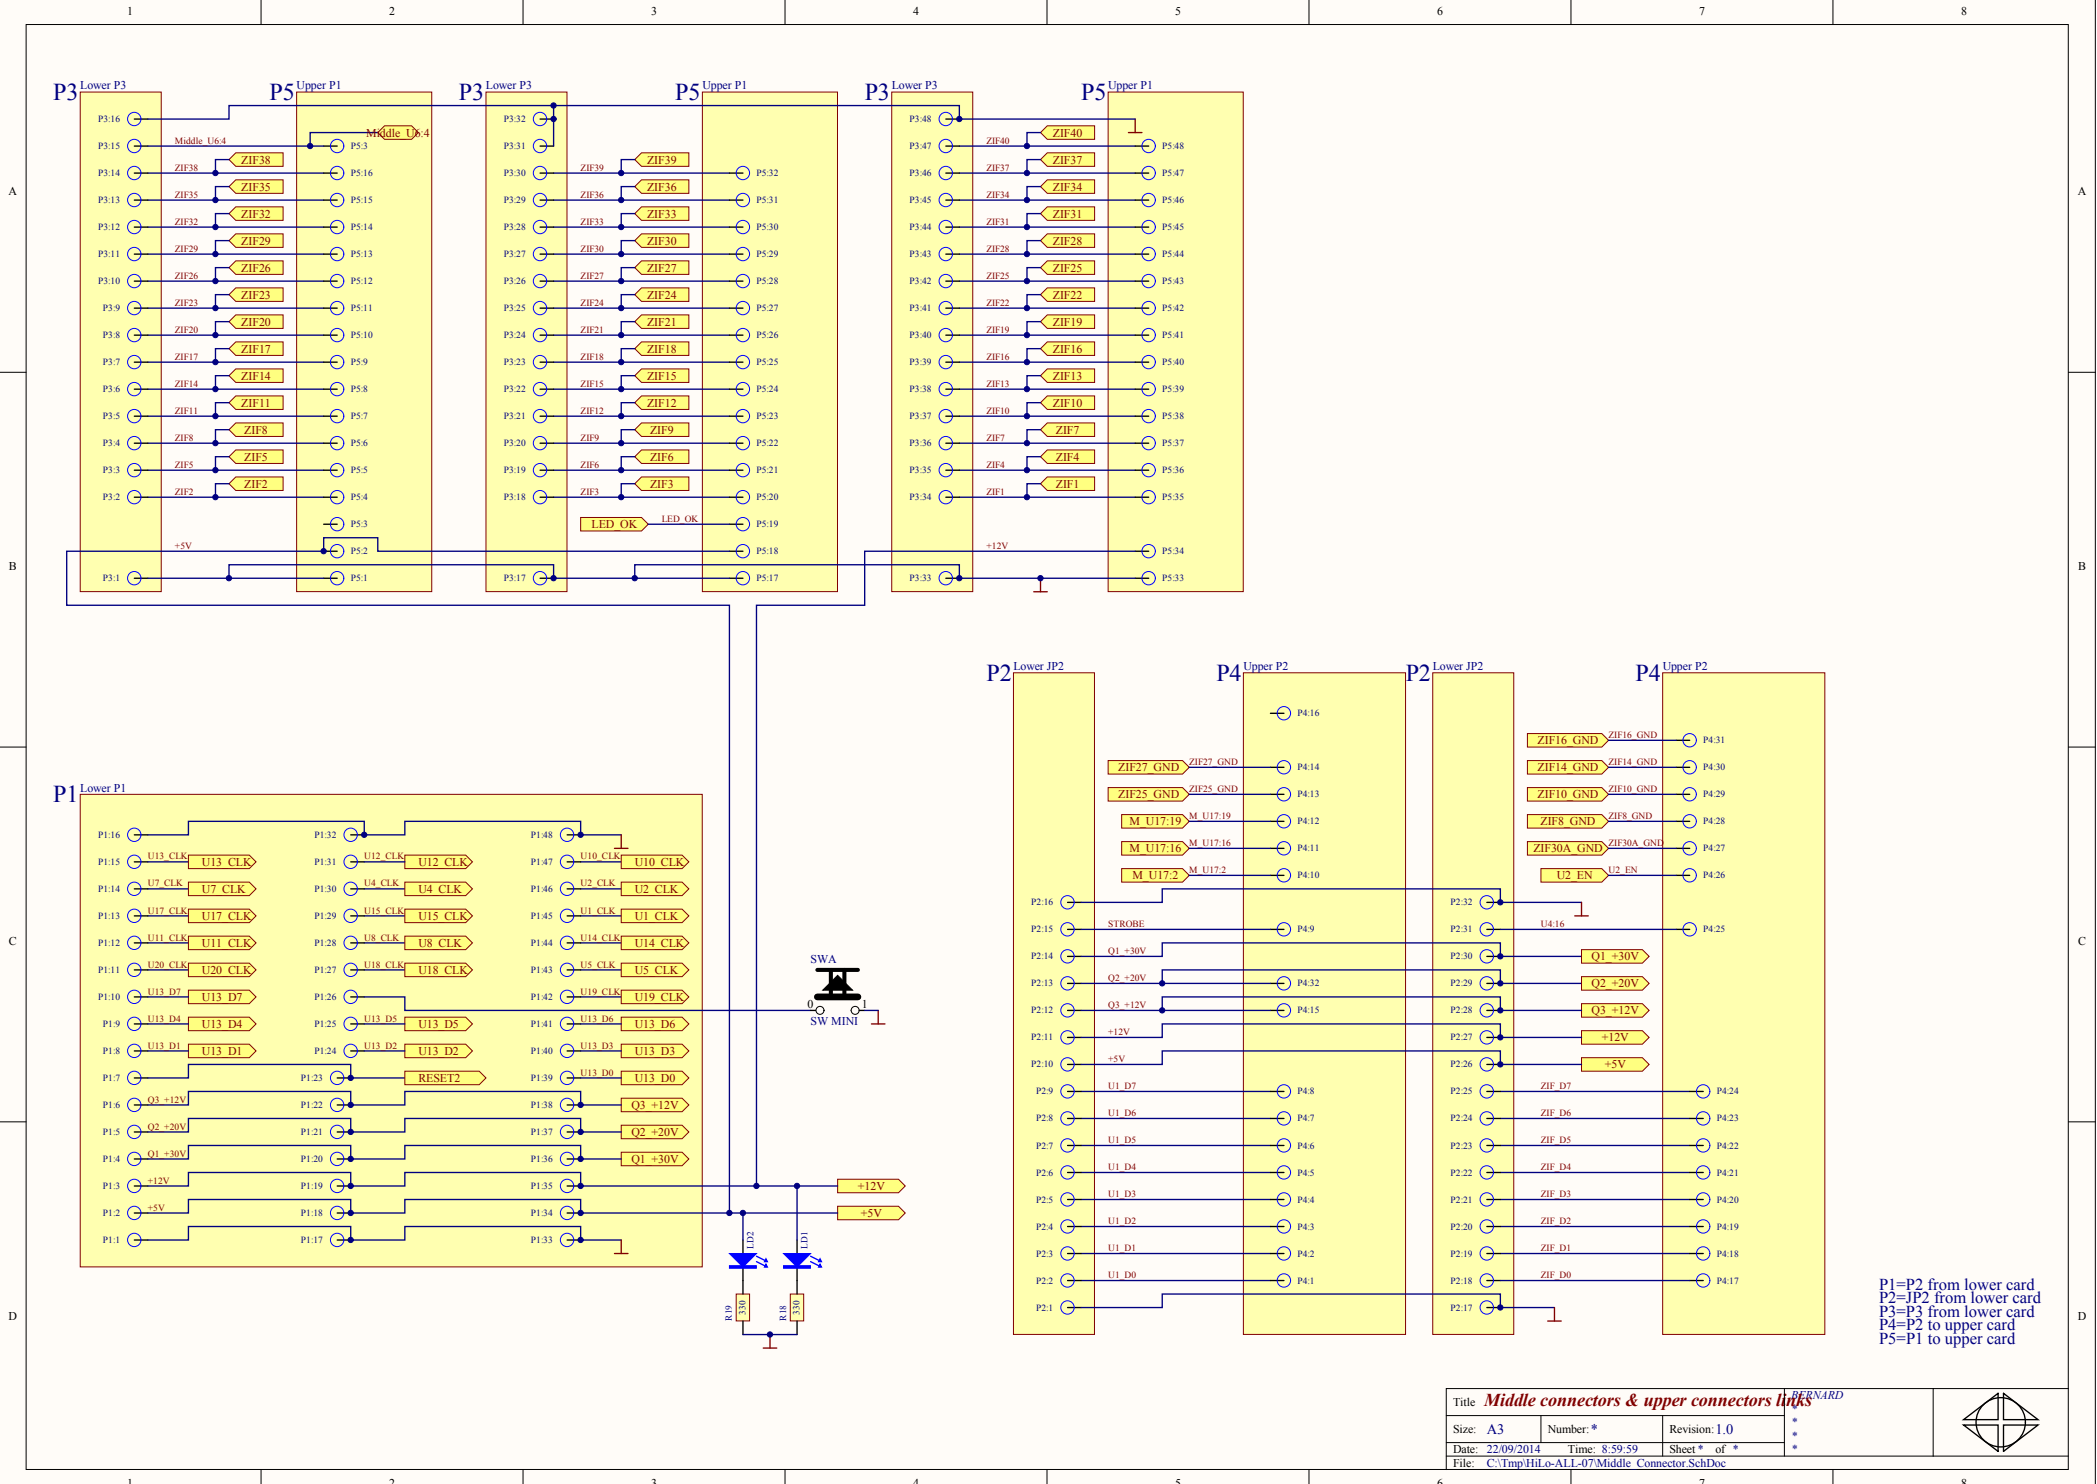 1 2 3 4 5 6 7 8
P3 Lower P3 P5 Upper P1 P3 Lower P3 P5 Upper P1 P3 Lower P3 P5 Upper P1
P3:16 P3:32 P3:48
Middle_U6:4 ZIF40
P3:15 Middle_U6:4 P5:3 P3:31 P3:47 ZIF40 P5:48
ZIF38 ZIF39 ZIF37
P3:14 ZIF38 P5:16 P3:30 ZIF39 P5:32 P3:46 ZIF37 P5:47
ZIF35 ZIF36 ZIF34
A A
P3:13 ZIF35 P5:15 P3:29 ZIF36 P5:31 P3:45 ZIF34 P5:46
ZIF32 ZIF33 ZIF31
P3:12 ZIF32 P5:14 P3:28 ZIF33 P5:30 P3:44 ZIF31 P5:45
ZIF29 ZIF30 ZIF28
P3:11 ZIF29 P5:13 P3:27 ZIF30 P5:29 P3:43 ZIF28 P5:44
ZIF26 ZIF27 ZIF25
P3:10 ZIF26 P5:12 P3:26 ZIF27 P5:28 P3:42 ZIF25 P5:43
ZIF23 ZIF24 ZIF22
P3:9 ZIF23 P5:11 P3:25 ZIF24 P5:27 P3:41 ZIF22 P5:42
ZIF20 ZIF21 ZIF19
P3:8 ZIF20 P5:10 P3:24 ZIF21 P5:26 P3:40 ZIF19 P5:41
ZIF17 ZIF18 ZIF16
P3:7 ZIF17 P5:9 P3:23 ZIF18 P5:25 P3:39 ZIF16 P5:40
ZIF14 ZIF15 ZIF13
P3:6 ZIF14 P5:8 P3:22 ZIF15 P5:24 P3:38 ZIF13 P5:39
ZIF11 ZIF12 ZIF10
P3:5 ZIF11 P5:7 P3:21 ZIF12 P5:23 P3:37 ZIF10 P5:38
ZIF8 ZIF9 ZIF7
P3:4 ZIF8 P5:6 P3:20 ZIF9 P5:22 P3:36 ZIF7 P5:37
ZIF5 ZIF6 ZIF4
P3:3 ZIF5 P5:5 P3:19 ZIF6 P5:21 P3:35 ZIF4 P5:36
ZIF2 ZIF3 ZIF1
P3:2 ZIF2 P5:4 P3:18 ZIF3 P5:20 P3:34 ZIF1 P5:35
P5:3 LED_OK LED_OK P5:19
+5V P5:2 P5:18 +12V P5:34
B B
P3:1 P5:1 P3:17 P5:17 P3:33 P5:33
P2 Lower JP2 P4 Upper P2 P2 Lower JP2 P4 Upper P2
P4:16
ZIF16_GND ZIF16_GND P4:31
ZIF27_GND ZIF27_GND P4:14 ZIF14_GND ZIF14_GND P4:30
ZIF25_GND ZIF25_GND P4:13 ZIF10_GND ZIF10_GND P4:29
M_U17:19 M_U17:19 P4:12 ZIF8_GND ZIF8_GND P4:28
M_U17:16 M_U17:16 P4:11 ZIF30A_GND ZIF30A_GND P4:27
M_U17:2 M_U17:2 P4:10 U2_EN U2_EN P4:26
P2:16 P2:32
P2:15 STROBE P4:9 P2:31 U4:16 P4:25
C C
P2:14 Q1_+30V P2:30 Q1_+30V
P2:13 Q2_+20V P4:32 P2:29 Q2_+20V
P2:12 Q3_+12V P4:15 P2:28 Q3_+12V
P2:11 +12V P2:27 +12V
P2:10 +5V P2:26 +5V
P2:9 U1_D7 P4:8 P2:25 ZIF_D7 P4:24
P2:8 U1_D6 P4:7 P2:24 ZIF_D6 P4:23
P2:7 U1_D5 P4:6 P2:23 ZIF_D5 P4:22
P2:6 U1_D4 P4:5 P2:22 ZIF_D4 P4:21
P2:5 U1_D3 P4:4 P2:21 ZIF_D3 P4:20
P2:4 U1_D2 P4:3 P2:20 ZIF_D2 P4:19
P2:3 U1_D1 P4:2 P2:19 ZIF_D1 P4:18
P2:2 U1_D0 P4:1 P2:18 ZIF_D0 P4:17
P2:1 P2:17
P1 Lower P1
P1:16 P1:32 P1:48
P1:15 U13_CLK U13_CLK P1:31 U12_CLK U12_CLK P1:47 U10_CLK U10_CLK
P1:14 U7_CLK U7_CLK P1:30 U4_CLK U4_CLK P1:46 U2_CLK U2_CLK
P1:13 U17_CLK U17_CLK P1:29 U15_CLK U15_CLK P1:45 U1_CLK U1_CLK
P1:12 U11_CLK U11_CLK P1:28 U8_CLK U8_CLK P1:44 U14_CLK U14_CLK
P1:11 U20_CLK U20_CLK P1:27 U18_CLK U18_CLK P1:43 U5_CLK U5_CLK
P1:10 U13_D7 U13_D7 P1:26 P1:42 U19_CLK U19_CLK
P1:9 U13_D4 U13_D4 P1:25 U13_D5 U13_D5 P1:41 U13_D6 U13_D6
P1:8 U13_D1 U13_D1 P1:24 U13_D2 U13_D2 P1:40 U13_D3 U13_D3
P1:7 P1:23 RESET2 P1:39 U13_D0 U13_D0
P1:6 Q3_+12V P1:22 P1:38 Q3_+12V
P1:5 Q2_+20V P1:21 P1:37 Q2_+20V
P1:4 Q1_+30V P1:20 P1:36 Q1_+30V
P1:3 +12V P1:19 P1:35 +12V
P1:2 +5V P1:18 P1:34 +5V
P1:1 P1:17 P1:33
SWA
0 1
SW MINI
LD2 LD1
R19 330 R18 330
D D
P1=P2 from lower card
P2=JP2 from lower card
P3=P3 from lower card
P4=P2 to upper card
P5=P1 to upper card
Title Middle connectors & upper connectors links BERNARD
*
Size: A3 Number: * Revision: 1.0 *
*
Date: 22/09/2014 Time: 8:59:59 Sheet * of * *
File: C:\Tmp\HiLo-ALL-07\Middle_Connector.SchDoc
1 2 3 4 5 6 7 8